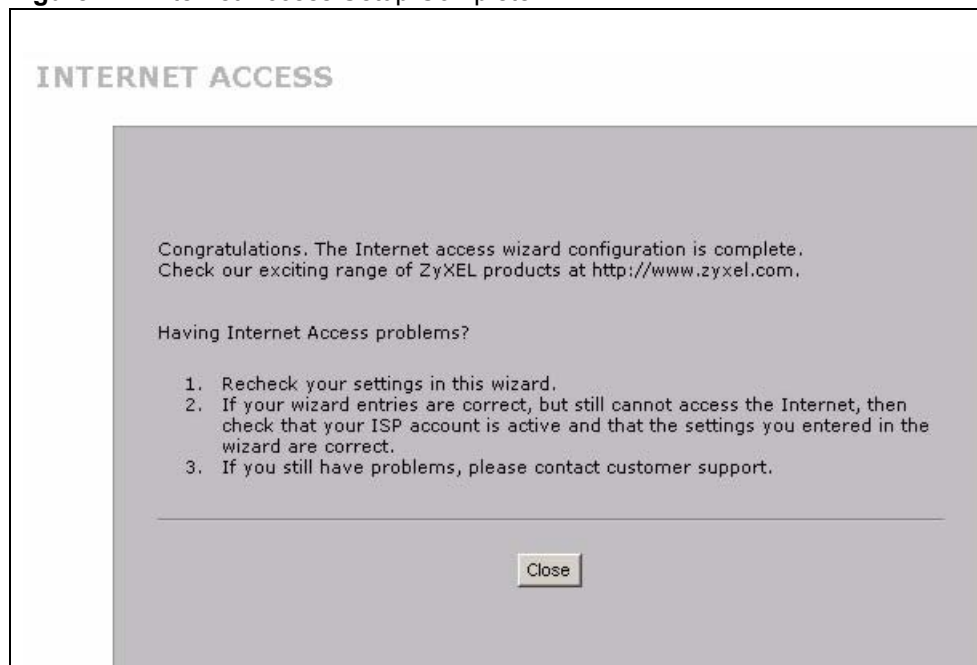 INTERNET ACCESS
Congratulations. The Internet access wizard configuration is complete.
Check our exciting range of ZyXEL products at http://www.zyxel.com.
Having Internet Access problems?
1. Recheck your settings in this wizard.
2. If your wizard entries are correct, but still cannot access the Internet, then
check that your ISP account is active and that the settings you entered in the
wizard are correct.
3. If you still have problems, please contact customer support.
Close